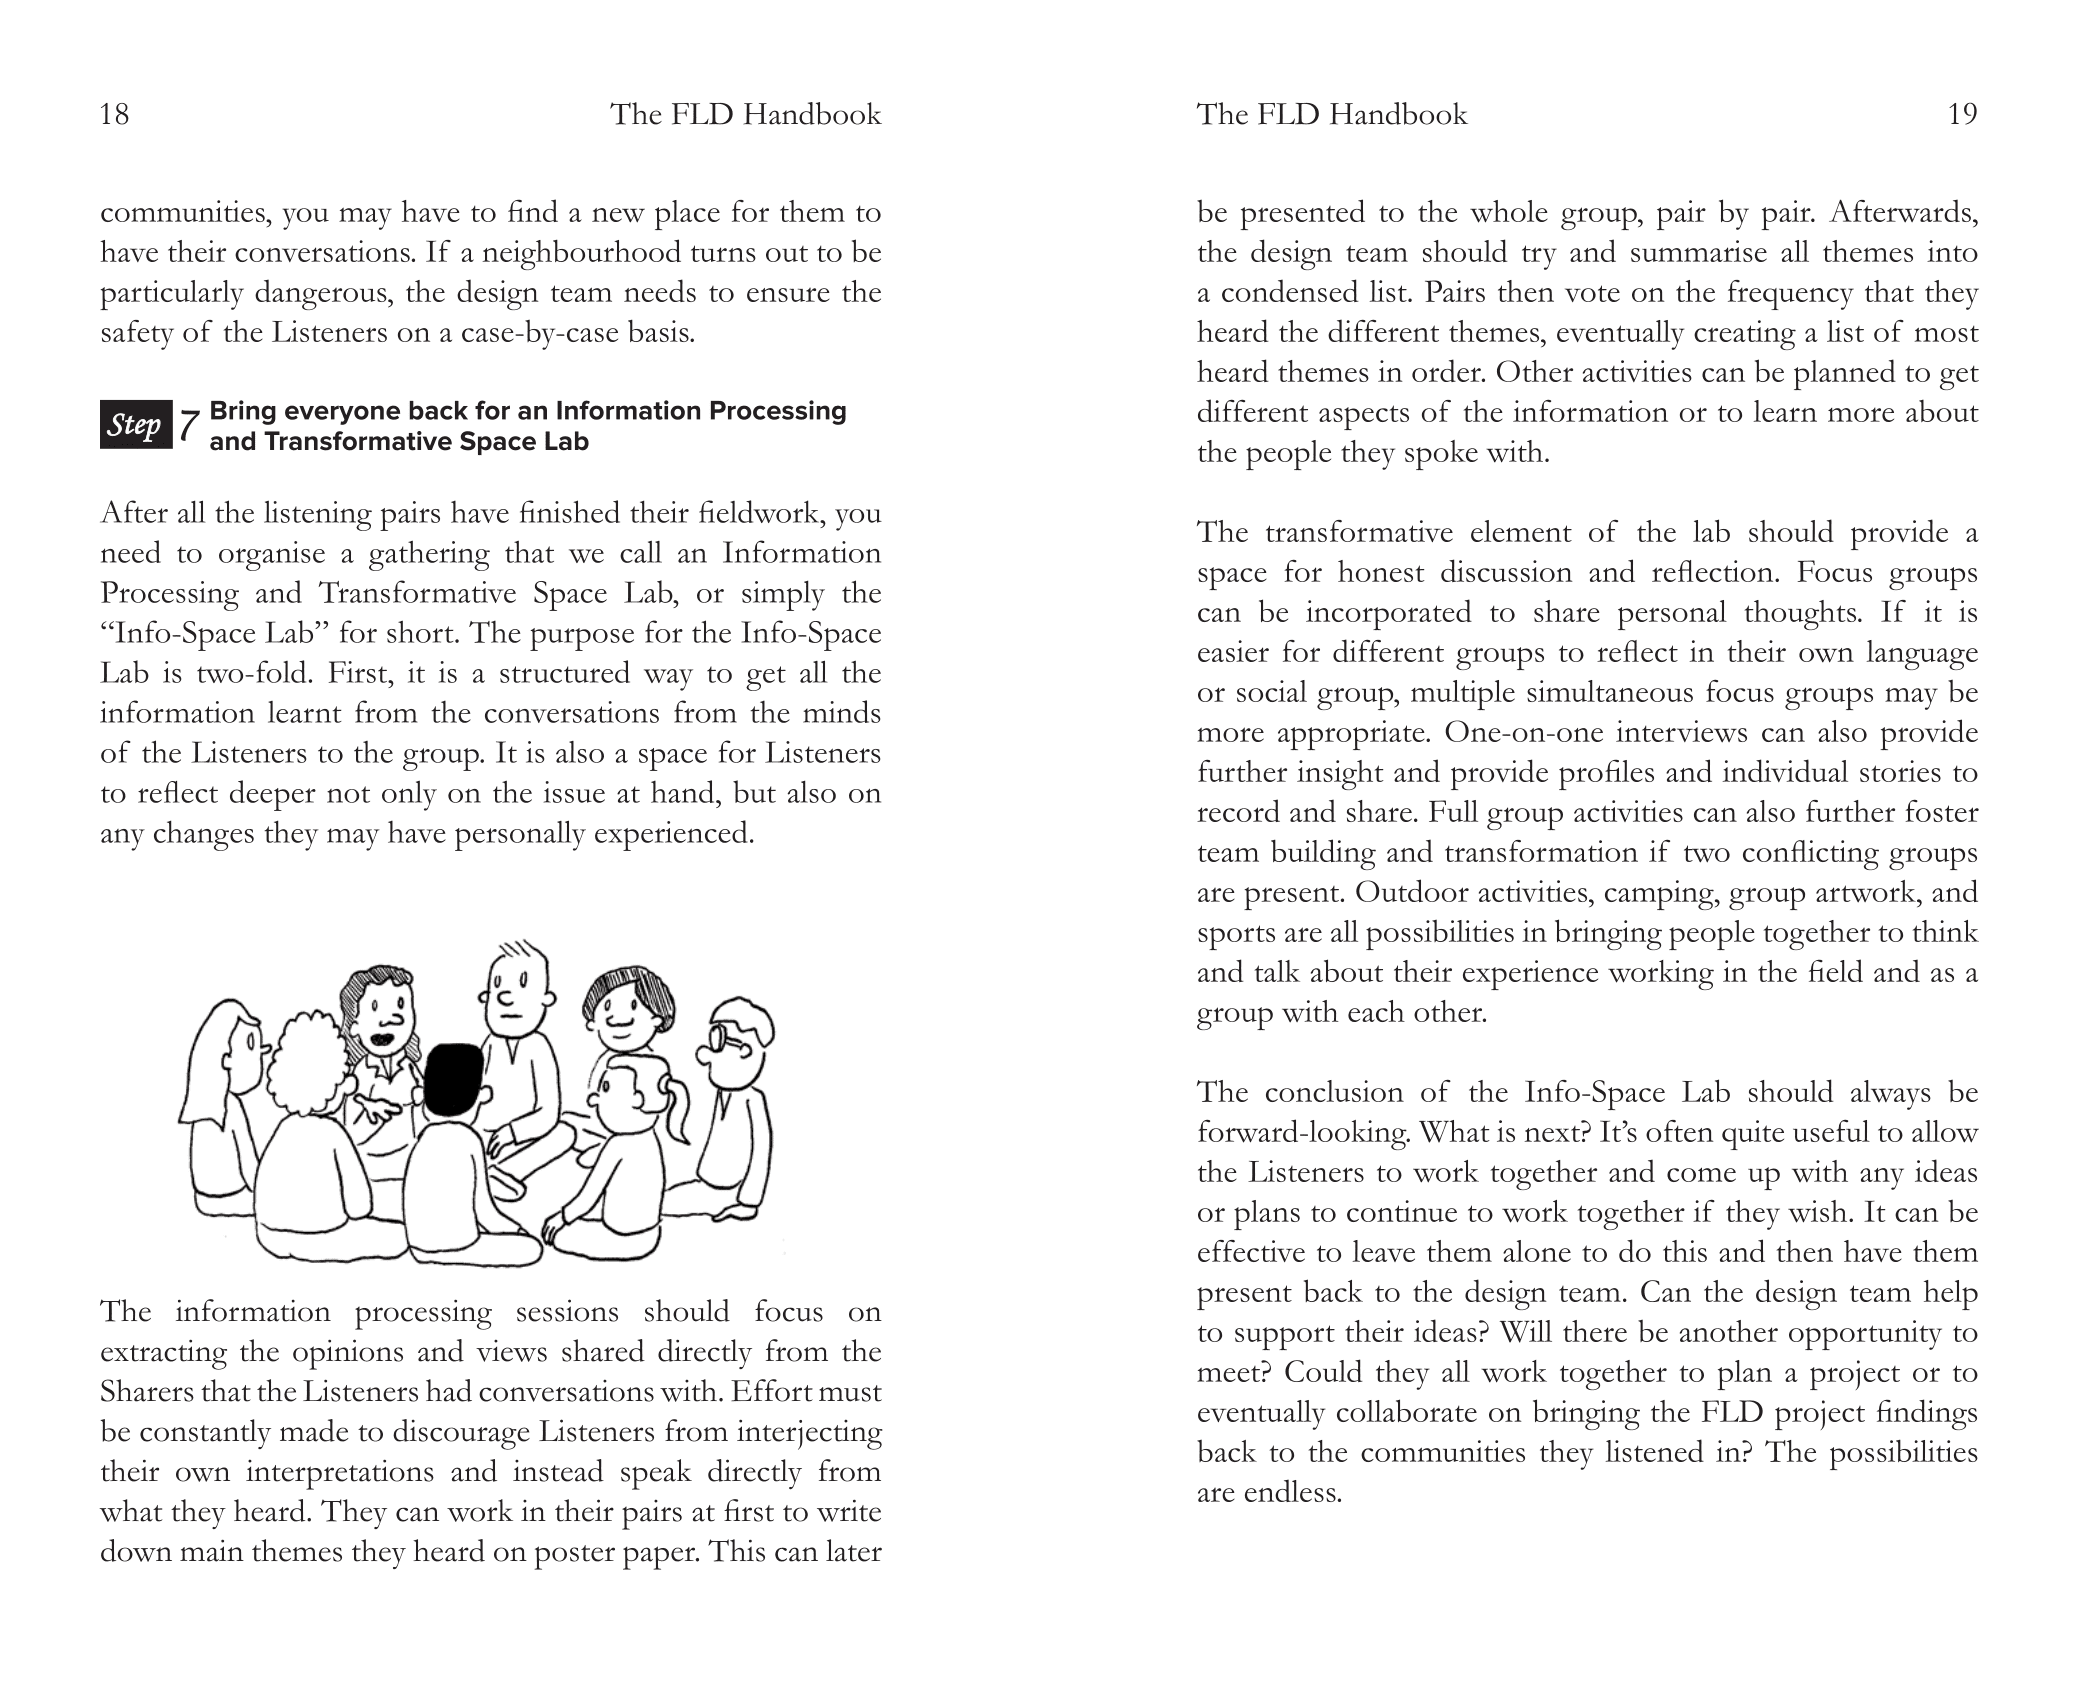 18
The FLD Handbook
communities, you may have to find a new place for them to
have their conversations. If a neighbourhood turns out to be
particularly dangerous, the design team needs to ensure the
safety of the Listeners on a case-by-case basis.
Step 7 Bring everyone back for an Information Processing
and Transformative Space Lab
After all the listening pairs have finished their fieldwork, you
need to organise a gathering that we call an Information
Processing and Transformative Space Lab, or simply the
“Info-Space Lab” for short. The purpose for the Info-Space
Lab is two-fold. First, it is a structured way to get all the
information learnt from the conversations from the minds
of the Listeners to the group. It is also a space for Listeners
to reflect deeper not only on the issue at hand, but also on
any changes they may have personally experienced.
The information processing sessions should focus on
extracting the opinions and views shared directly from the
Sharers that the Listeners had conversations with. Effort must
be constantly made to discourage Listeners from interjecting
their own interpretations and instead speak directly from
what they heard. They can work in their pairs at first to write
down main themes they heard on poster paper. This can later
The FLD Handbook
19
be presented to the whole group, pair by pair. Afterwards,
the design team should try and summarise all themes into
a condensed list. Pairs then vote on the frequency that they
heard the different themes, eventually creating a list of most
heard themes in order. Other activities can be planned to get
different aspects of the information or to learn more about
the people they spoke with.
The transformative element of the lab should provide a
space for honest discussion and reflection. Focus groups
can be incorporated to share personal thoughts. If it is
easier for different groups to reflect in their own language
or social group, multiple simultaneous focus groups may be
more appropriate. One-on-one interviews can also provide
further insight and provide profiles and individual stories to
record and share. Full group activities can also further foster
team building and transformation if two conflicting groups
are present. Outdoor activities, camping, group artwork, and
sports are all possibilities in bringing people together to think
and talk about their experience working in the field and as a
group with each other.
The conclusion of the Info-Space Lab should always be
forward-looking. What is next? It’s often quite useful to allow
the Listeners to work together and come up with any ideas
or plans to continue to work together if they wish. It can be
effective to leave them alone to do this and then have them
present back to the design team. Can the design team help
to support their ideas? Will there be another opportunity to
meet? Could they all work together to plan a project or to
eventually collaborate on bringing the FLD project findings
back to the communities they listened in? The possibilities
are endless.